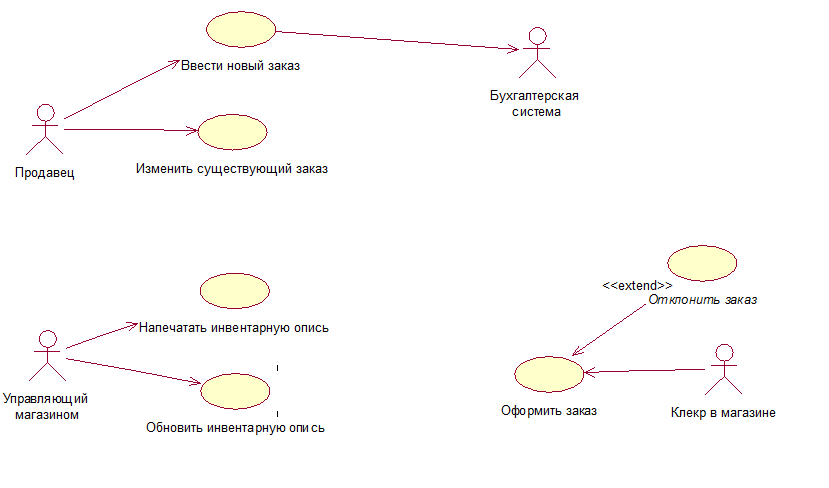 Ввести новый заказ
Бухгалтерская
система
Продавец
Изменить существующий заказ
<<extend>>
Отклонить заказ
Напечатать инвентарную опись
Управляющий
магазином
Обновить инвентарную опись
Оформить заказ
Клекр в магазине